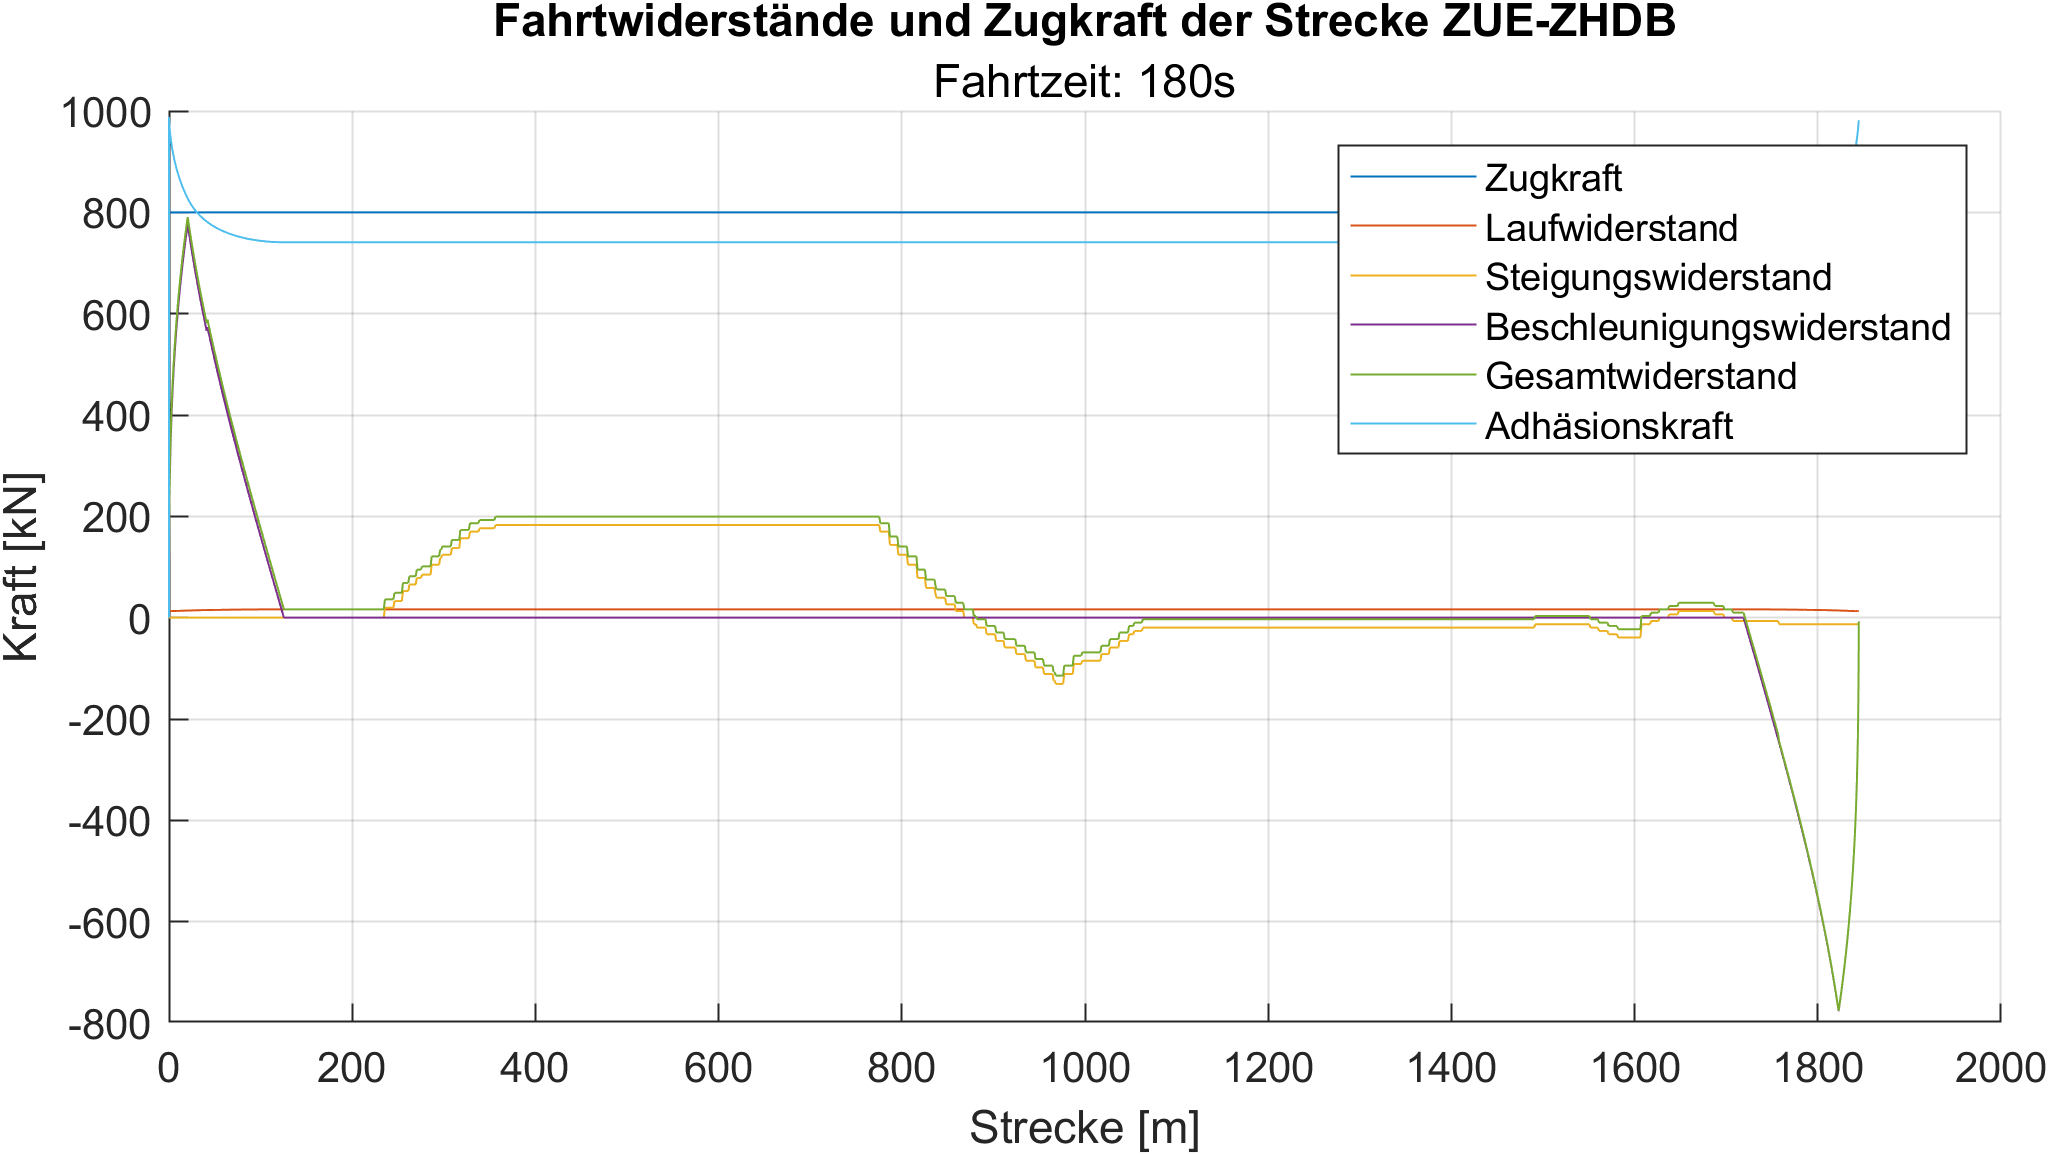 Fahrtwiderstände und Zugkraft der Strecke ZUE-ZHDB
Fahrtzeit: 180s
1000
800
600
400
200
0
-200
-400
-600
-800
Kraft [kN]
Zugkraft
Laufwiderstand
Steigungswiderstand
Beschleunigungswiderstand
Gesamtwiderstand
Adhäsionskraft
0 200 400 600 800 1000 1200 1400 1600 1800 2000
Strecke [m]